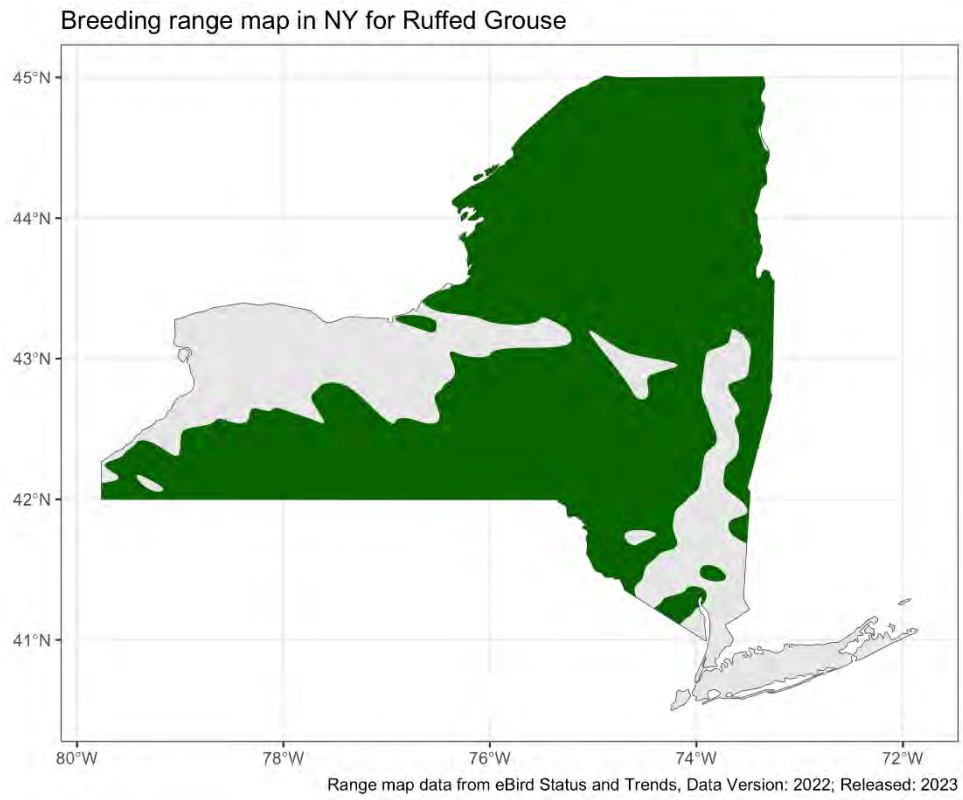 Breeding range map in NY for Ruffed Grouse
45°N
44°N
43°N
42°N
41°N
80°W 78°W 76°W 74°W 72°W
Range map data from eBird Status and Trends, Data Version: 2022; Released: 2023